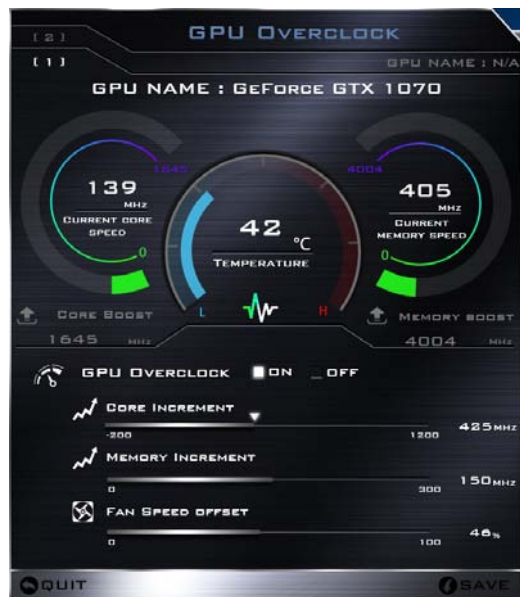 [ 2 ]
GPU OVERCLOCK
[ 1 ]
GPU NAME : N/A
GPU NAME : GEFORCE GTX 1070
1645
4004
139
MHZ
CURRENT CORE
SPEED
0
42
°C
TEMPERATURE
L
H
405
MHZ
CURRENT
MEMORY SPEED
0
CORE BOOST
1645 MHZ
MEMORY BOOST
4004 MHZ
GPU OVERCLOCK ON OFF
CORE INCREMENT
-200
1200
425MHZ
MEMORY INCREMENT
0
300
150MHZ
FAN SPEED OFFSET
0
100
46%
QUIT
SAVE